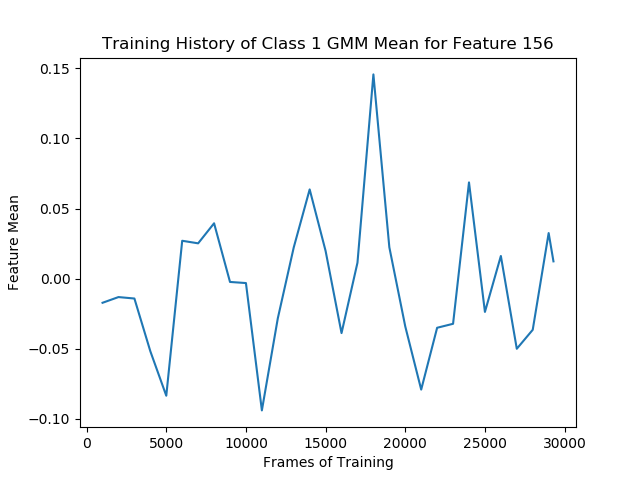 Training History of Class 1 GMM Mean for Feature 156
0.15
0.10
0.05
0.00
−0.05
−0.10
Feature Mean
0 5000 10000 15000 20000 25000 30000
Frames of Training